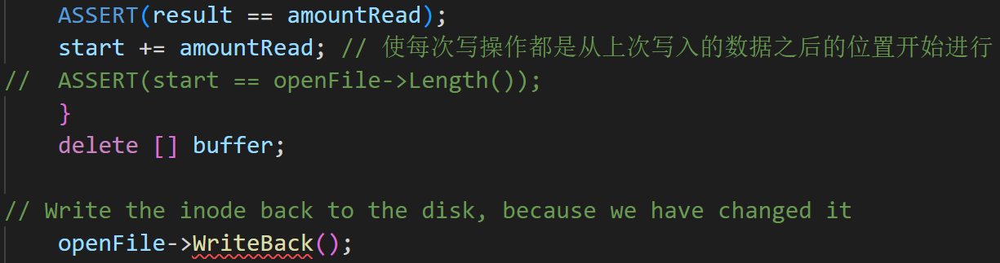 ASSERT(result == amountRead);
start += amountRead; // 使每次写操作都是从上次写入的数据之后的位置开始进行
//  ASSERT(start == openFile->Length());
}
delete [] buffer;
// Write the inode back to the disk, because we have changed it
openFile->WriteBack();